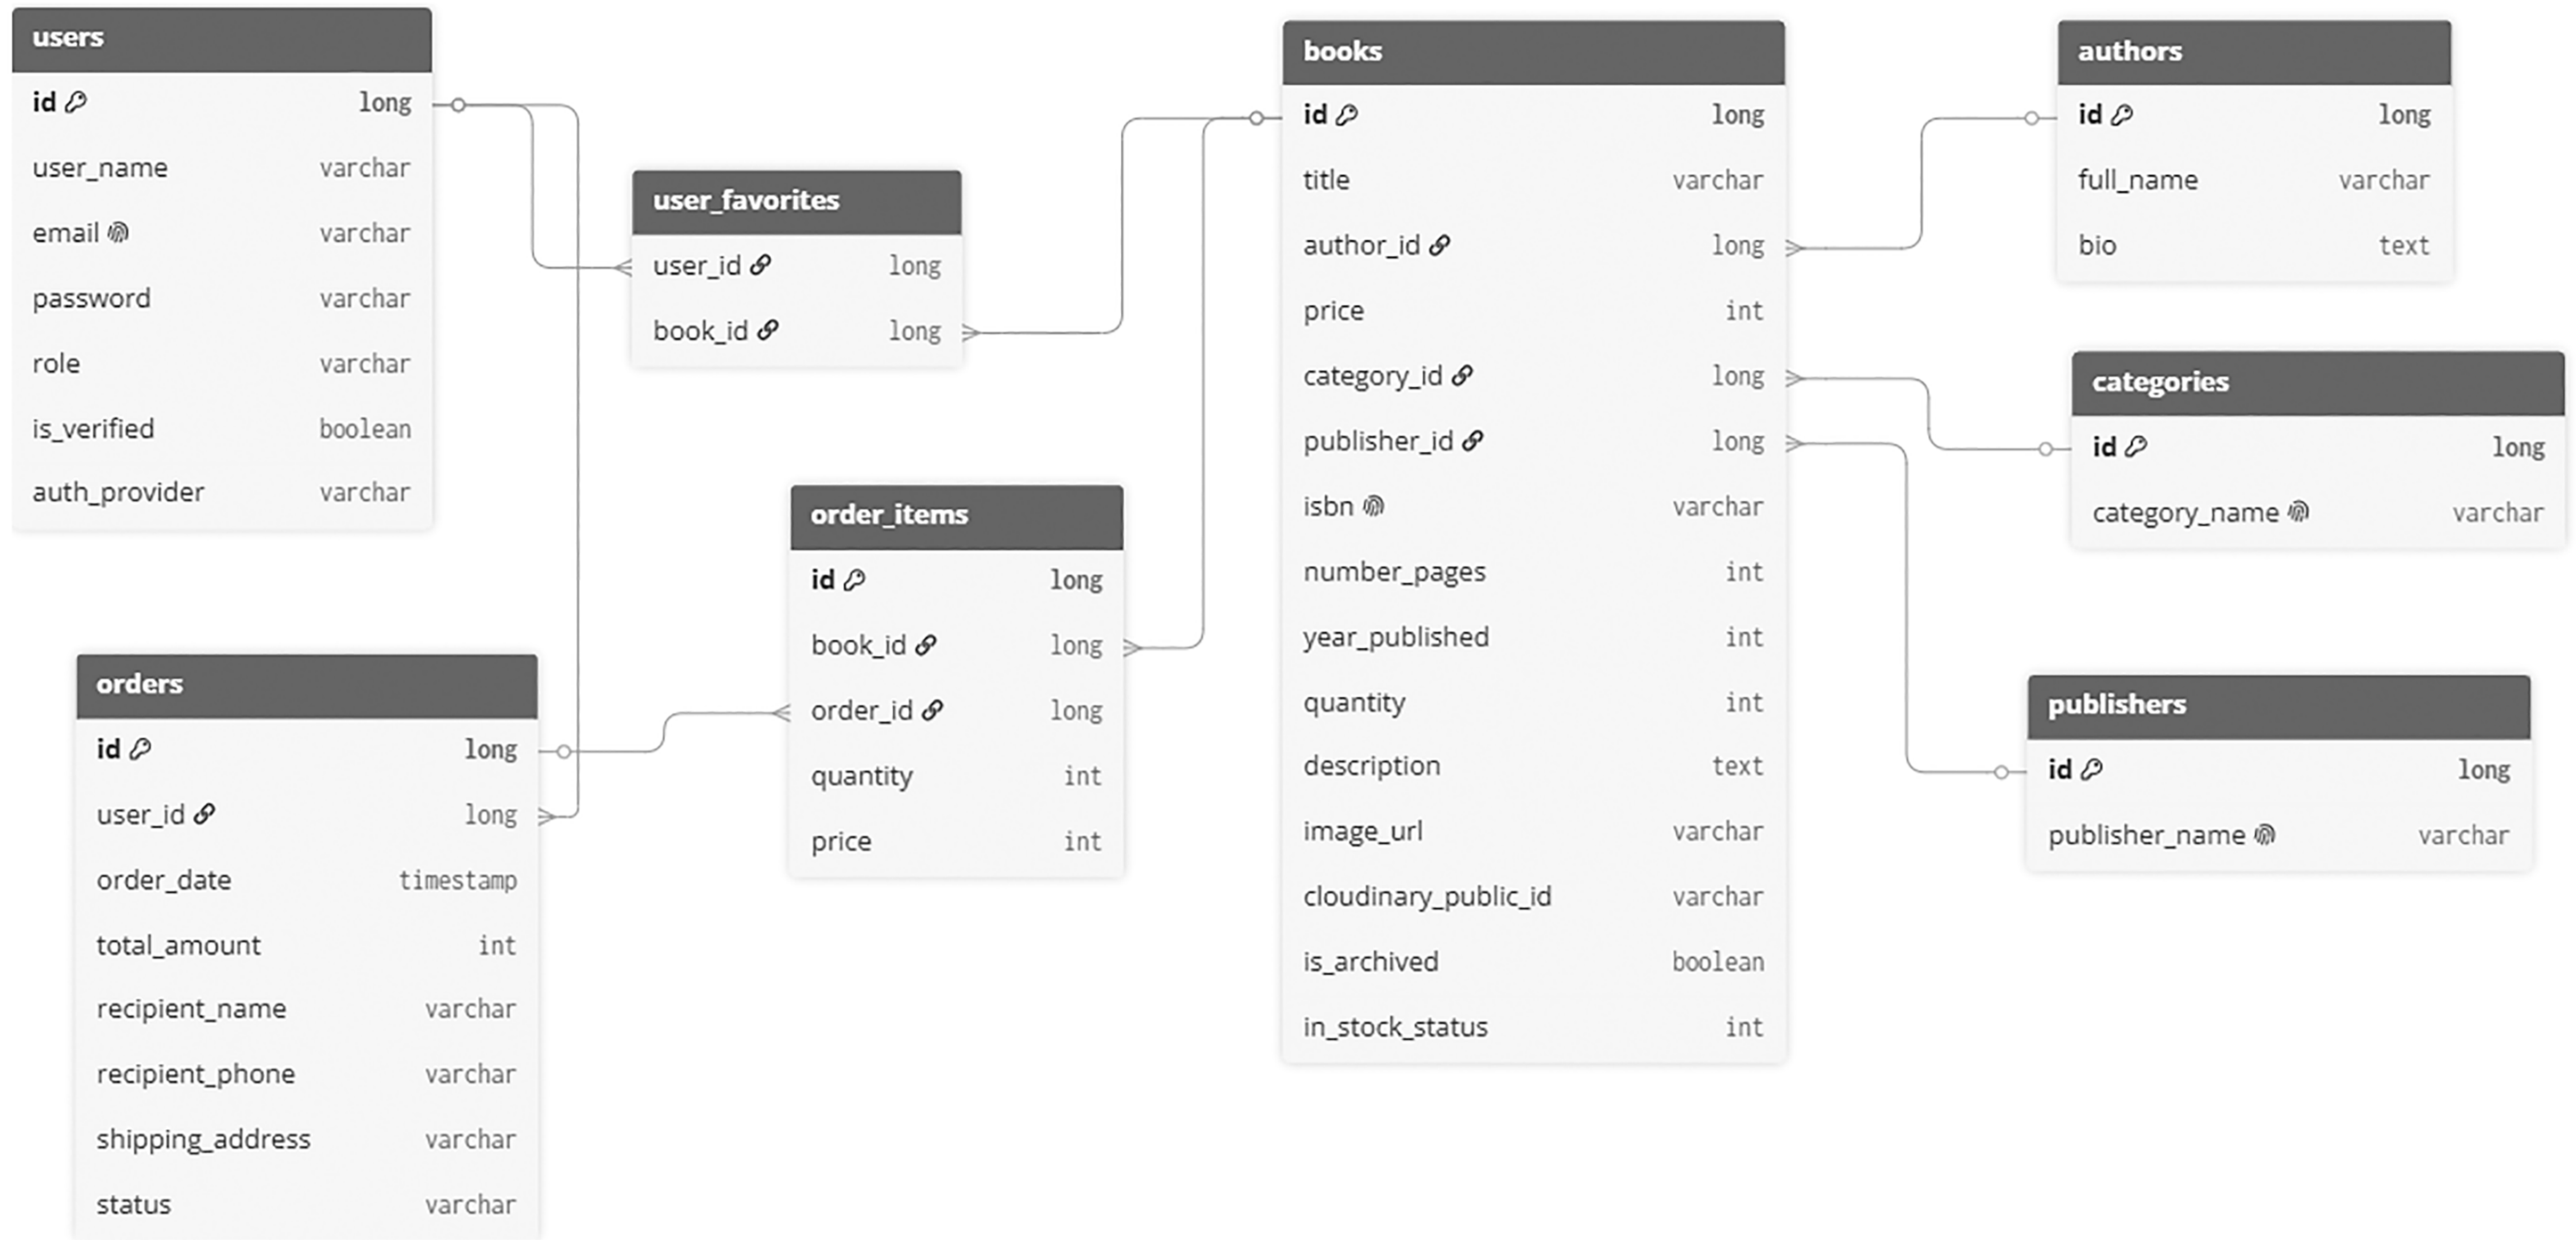 users
id long
user_name varchar
email varchar
password varchar
role varchar
is_verified boolean
auth_provider varchar
user_favorites
user_id long
book_id long
orders
id long
user_id long
order_date timestamp
total_amount int
recipient_name varchar
recipient_phone varchar
shipping_address varchar
status varchar
order_items
id long
book_id long
order_id long
quantity int
price int
books
id long
title varchar
author_id long
price int
category_id long
publisher_id long
isbn varchar
number_pages int
year_published int
quantity int
description text
image_url varchar
cloudinary_public_id varchar
is_archived boolean
in_stock_status int
authors
id long
full_name varchar
bio text
categories
id long
category_name varchar
publishers
id long
publisher_name varchar